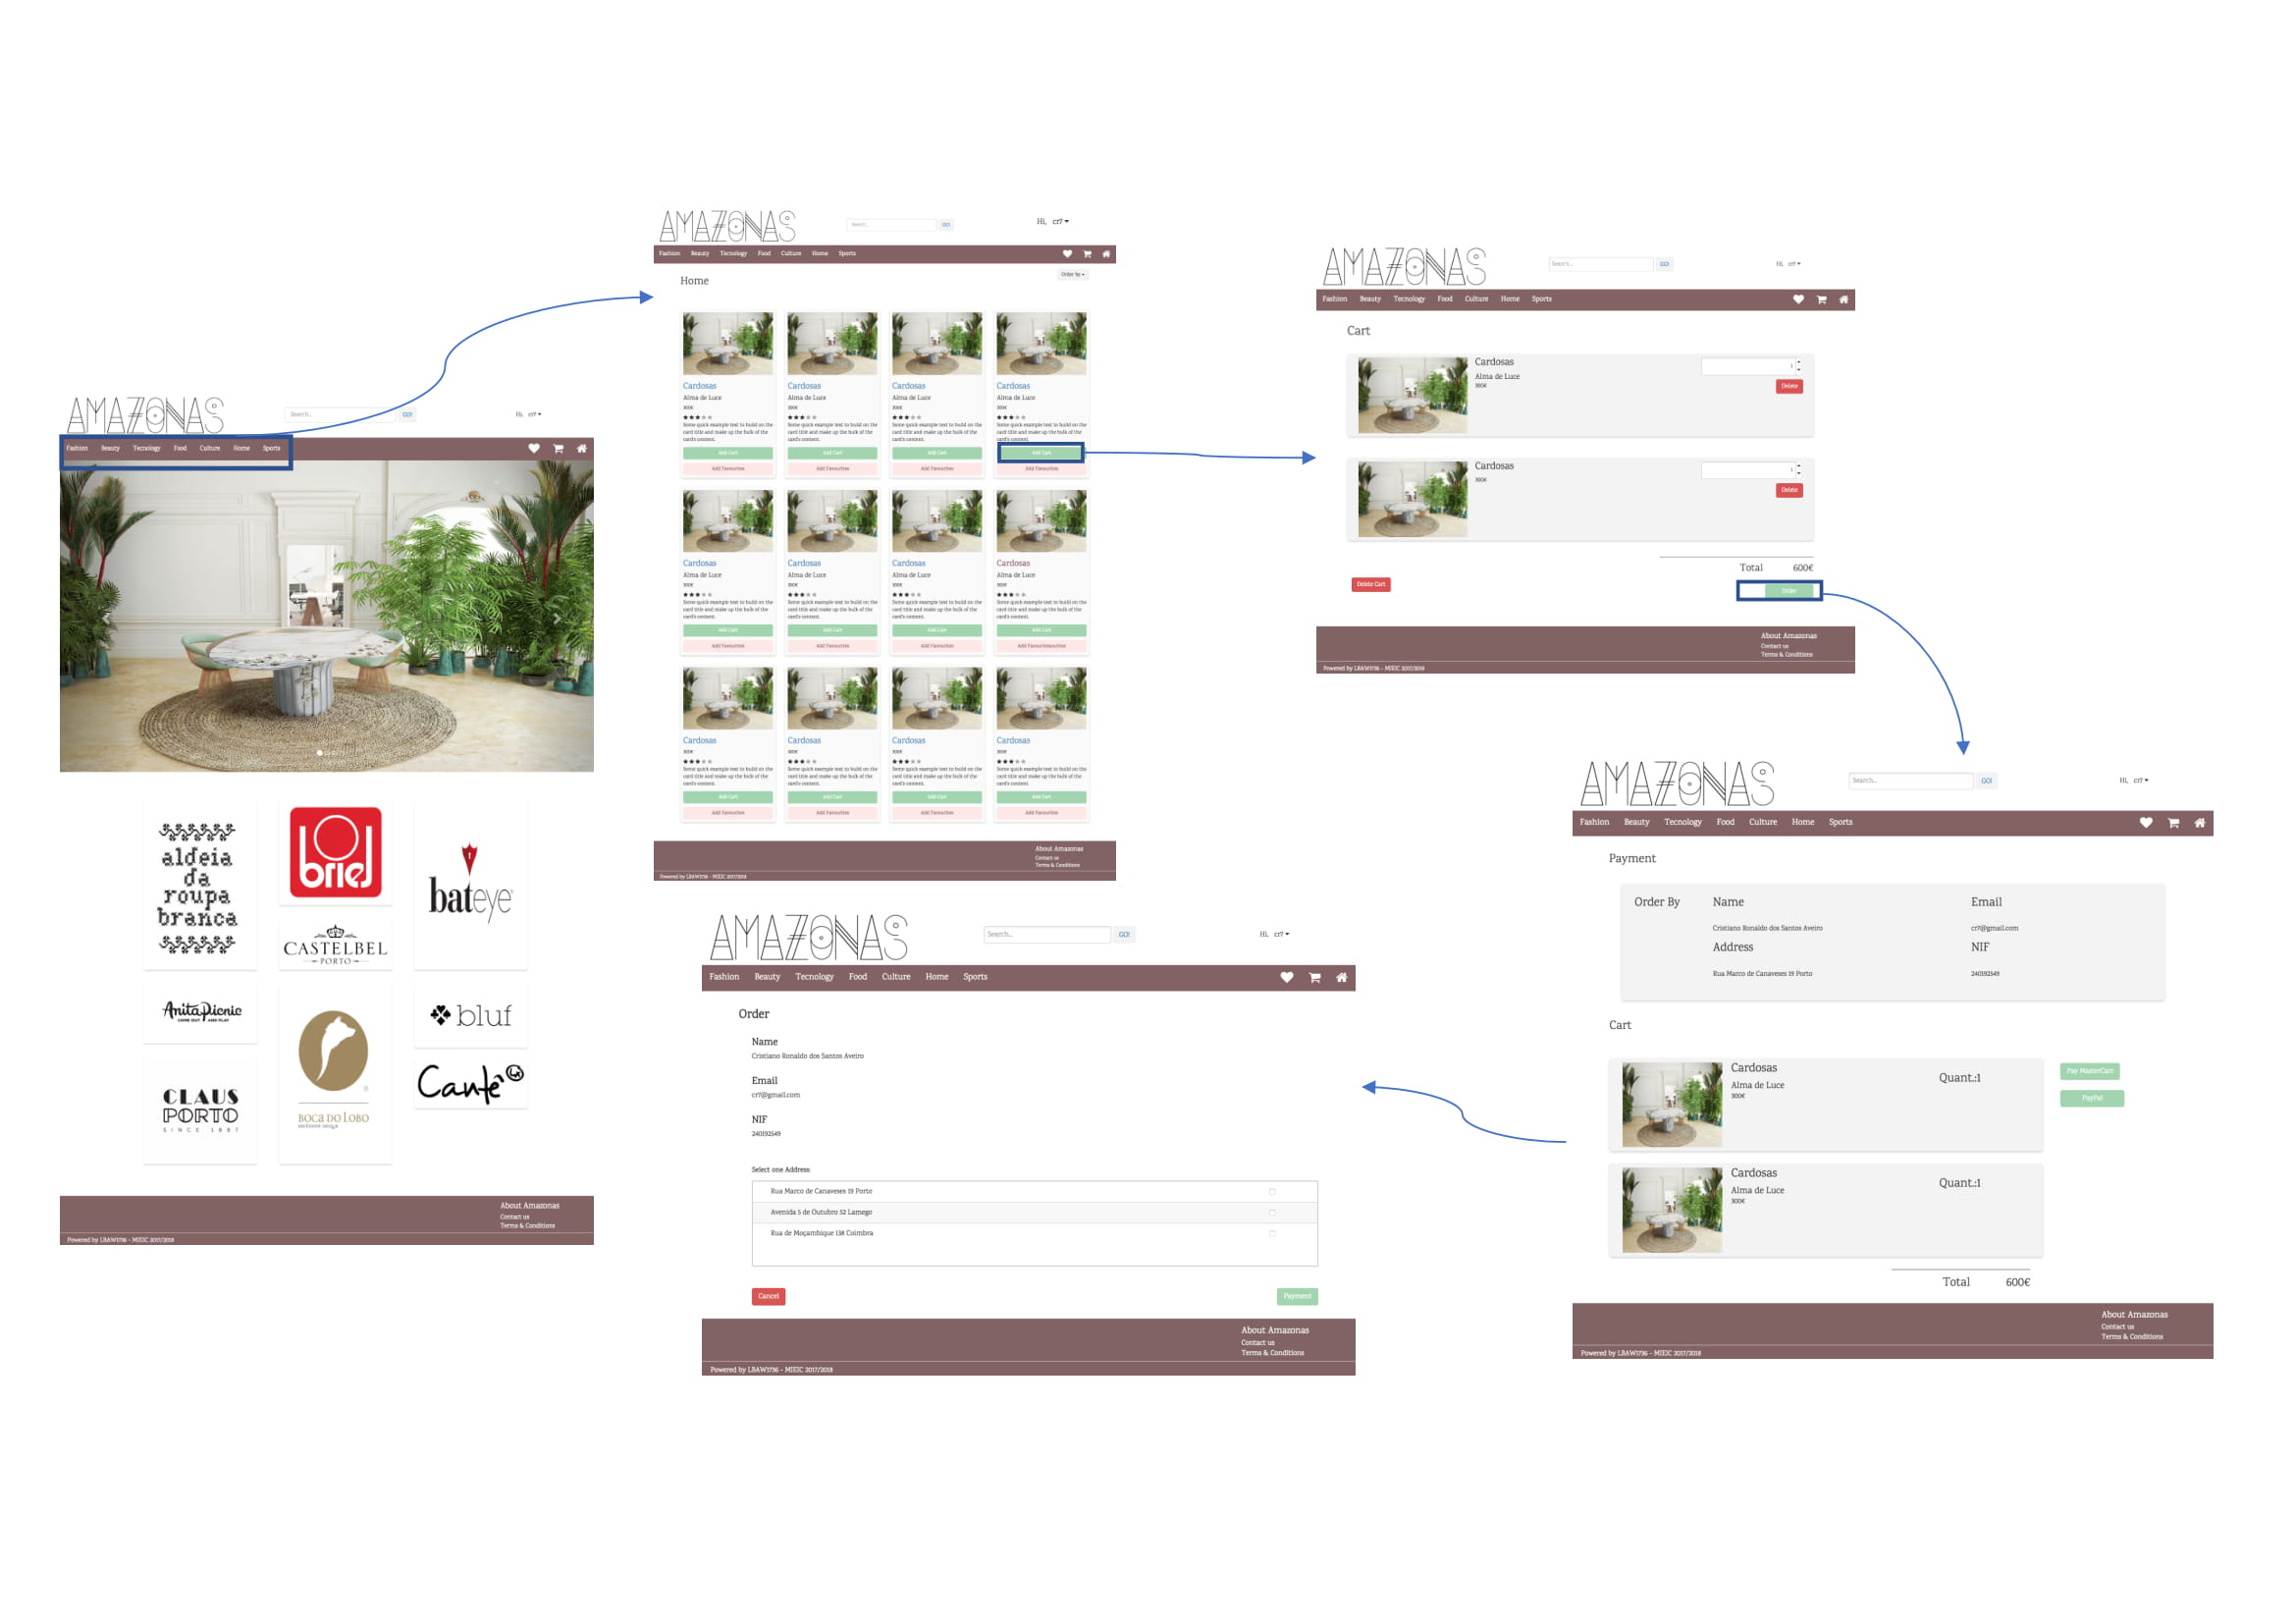 AMAZONAS
Search...
GO!
Hi, cr7
Fashion Beauty Tecnology Food Culture Home Sports
aldeia
da
roupa
branca
briel
bateye
CASTELBEL
PORTO
AnitaPicnic
COME OUT AND PLAY
bluf
BOCA DO LOBO
EXCLUSIVE DESIGN
Cantê Lx
CLAUS
PORTO
SINCE 1887
About Amazonas
Contact us
Terms & Conditions
Powered by LBAW1736 - MIEIC 2017/2018
AMAZONAS
Search...
GO!
Hi, cr7
Fashion Beauty Tecnology Food Culture Home Sports
Home
Order by
Cardosas Cardosas Cardosas Cardosas
Alma de Luce Alma de Luce Alma de Luce Alma de Luce
300€ 300€ 300€ 300€
Some quick example text to build on the Some quick example text to build on the Some quick example text to build on the Some quick example text to build on the
card title and make up the bulk of the card title and make up the bulk of the card title and make up the bulk of the card title and make up the bulk of the
card's content. card's content. card's content. card's content.
Add Cart Add Cart Add Cart Add Cart
Add Favourites Add Favourites Add Favourites Add Favourites
Cardosas Cardosas Cardosas Cardosas
Alma de Luce Alma de Luce Alma de Luce Alma de Luce
300€ 300€ 300€ 300€
Some quick example text to build on the Some quick example text to build on the Some quick example text to build on the Some quick example text to build on the
card title and make up the bulk of the card title and make up the bulk of the card title and make up the bulk of the card title and make up the bulk of the
card's content. card's content. card's content. card's content.
Add Cart Add Cart Add Cart Add Cart
Add Favourites Add Favourites Add Favourites Add Favouritesavourites
Cardosas Cardosas Cardosas Cardosas
300€ 300€ 300€ 300€
Some quick example text to build on the Some quick example text to build on the Some quick example text to build on the Some quick example text to build on the
card title and make up the bulk of the card title and make up the bulk of the card title and make up the bulk of the card title and make up the bulk of the
card's content. card's content. card's content. card's content.
Add Cart Add Cart Add Cart Add Cart
Add Favourites Add Favourites Add Favourites Add Favourites
About Amazonas
Contact us
Terms & Conditions
Powered by LBAW1736 - MIEIC 2017/2018
AMAZONAS
Search...
GO!
Hi, cr7
Fashion Beauty Tecnology Food Culture Home Sports
Cart
Cardosas
Alma de Luce
300€
1
Delete
Cardosas
300€
1
Delete
Total 600€
Delete Cart
Order
About Amazonas
Contact us
Terms & Conditions
Powered by LBAW1736 - MIEIC 2017/2018
AMAZONAS
Search...
GO!
Hi, cr7
Fashion Beauty Tecnology Food Culture Home Sports
Payment
Order By Name Email
Cristiano Ronaldo dos Santos Aveiro cr7@gmail.com
Address NIF
Rua Marco de Canaveses 19 Porto 240192549
Cart
Cardosas
Alma de Luce
300€
Quant.:1
Pay MasterCart
PayPal
Cardosas
Alma de Luce
300€
Quant.:1
Total 600€
About Amazonas
Contact us
Terms & Conditions
Powered by LBAW1736 - MIEIC 2017/2018
AMAZONAS
Search...
GO!
Hi, cr7
Fashion Beauty Tecnology Food Culture Home Sports
Order
Name
Cristiano Ronaldo dos Santos Aveiro
Email
cr7@gmail.com
NIF
240192549
Select one Address:
Rua Marco de Canaveses 19 Porto
Avenida 5 de Outubro 52 Lamego
Rua de Moçambique 138 Coimbra
Cancel
Payment
About Amazonas
Contact us
Terms & Conditions
Powered by LBAW1736 - MIEIC 2017/2018